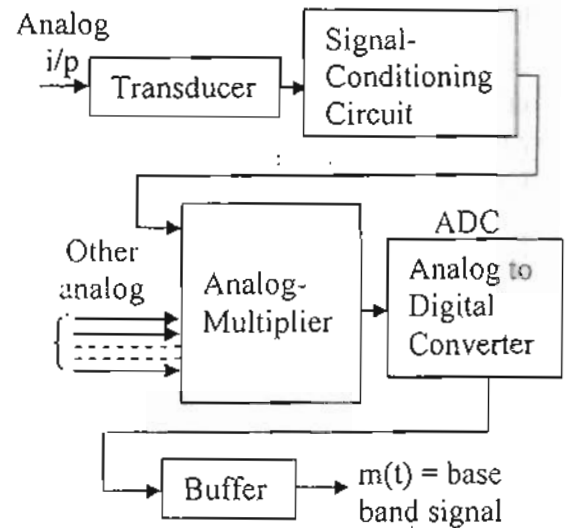 Analog
i/p
Transducer
Signal-
Conditioning
Circuit
Other
analog
Analog-
Multiplier
ADC
Analog to
Digital
Converter
Buffer
m(t) = base
band signal